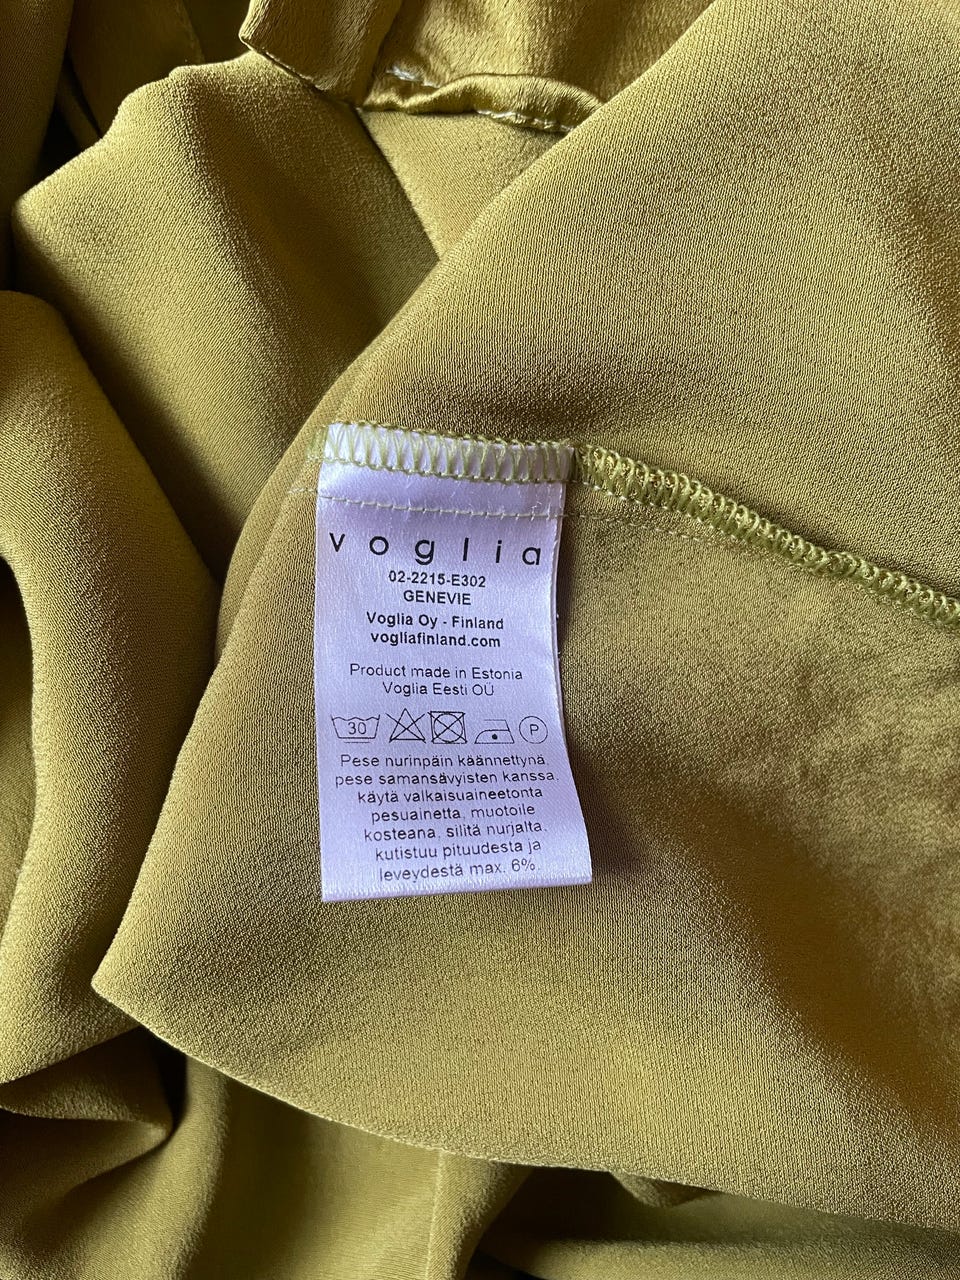 voglia
02-2215-E302
GENEVIE
Voglia Oy - Finland
vogliafinland.com
Product made in Estonia
Voglia Eesti OÜ
30 P
Pese nurinpäin käännettynä,
pese samansävyisten kanssa,
käytä valkaisuaineetonta
pesuainetta, muotoile
kosteana, silitä nurjalta,
kutistuu pituudesta ja
leveydestä max. 6%.